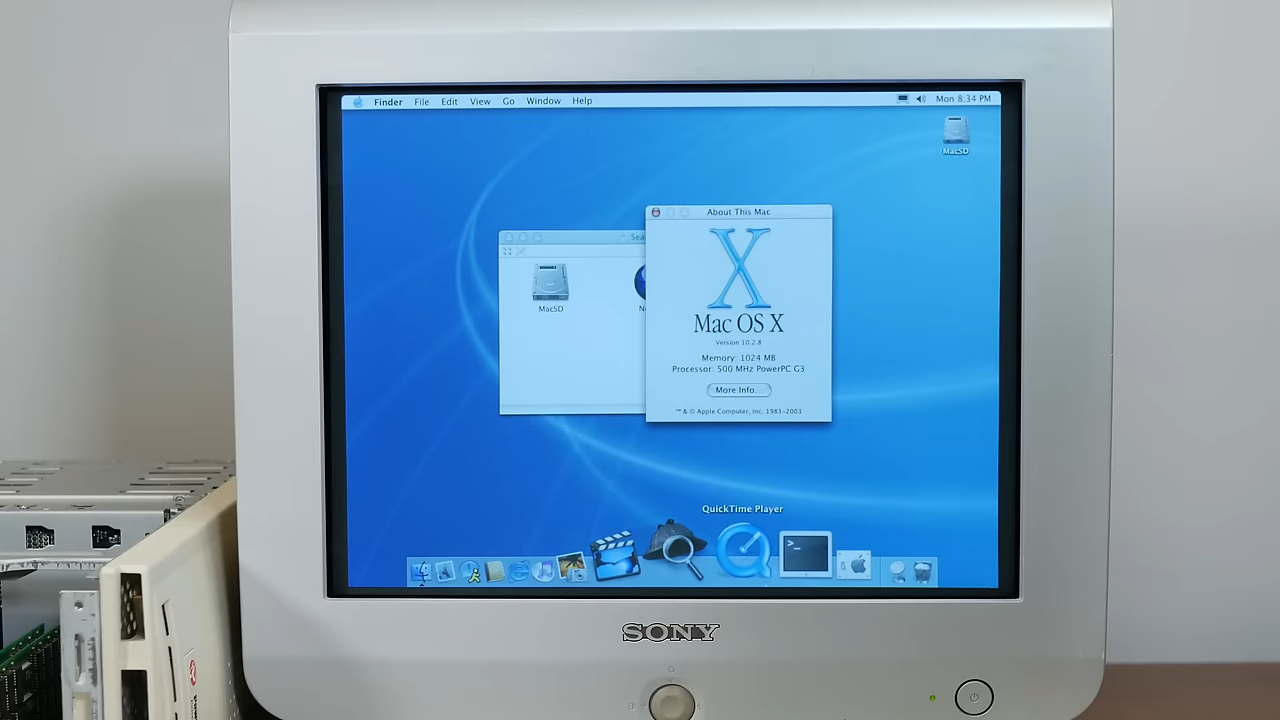 Finder File Edit View Go Window Help Mon 8:34 PM
MacSD
About This Mac
MacSD
Mac OS X
Version 10.2.8
Memory: 1024 MB
Processor: 500 MHz PowerPC G3
More Info...
™ & © Apple Computer, Inc. 1983-2003
QuickTime Player
SONY